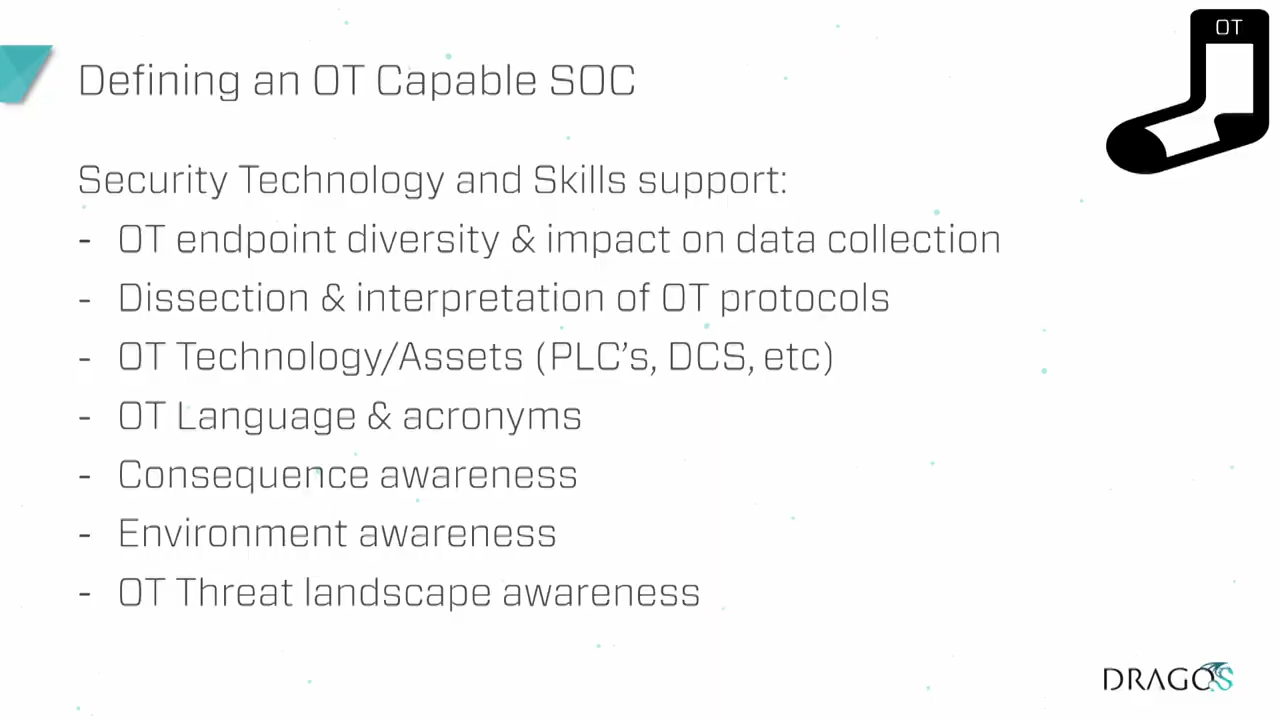 OT
Defining an OT Capable SOC
Security Technology and Skills support:
- OT endpoint diversity & impact on data collection
- Dissection & interpretation of OT protocols
- OT Technology/Assets (PLC's, DCS, etc)
- OT Language & acronyms
- Consequence awareness
- Environment awareness
- OT Threat landscape awareness
DRAGOS